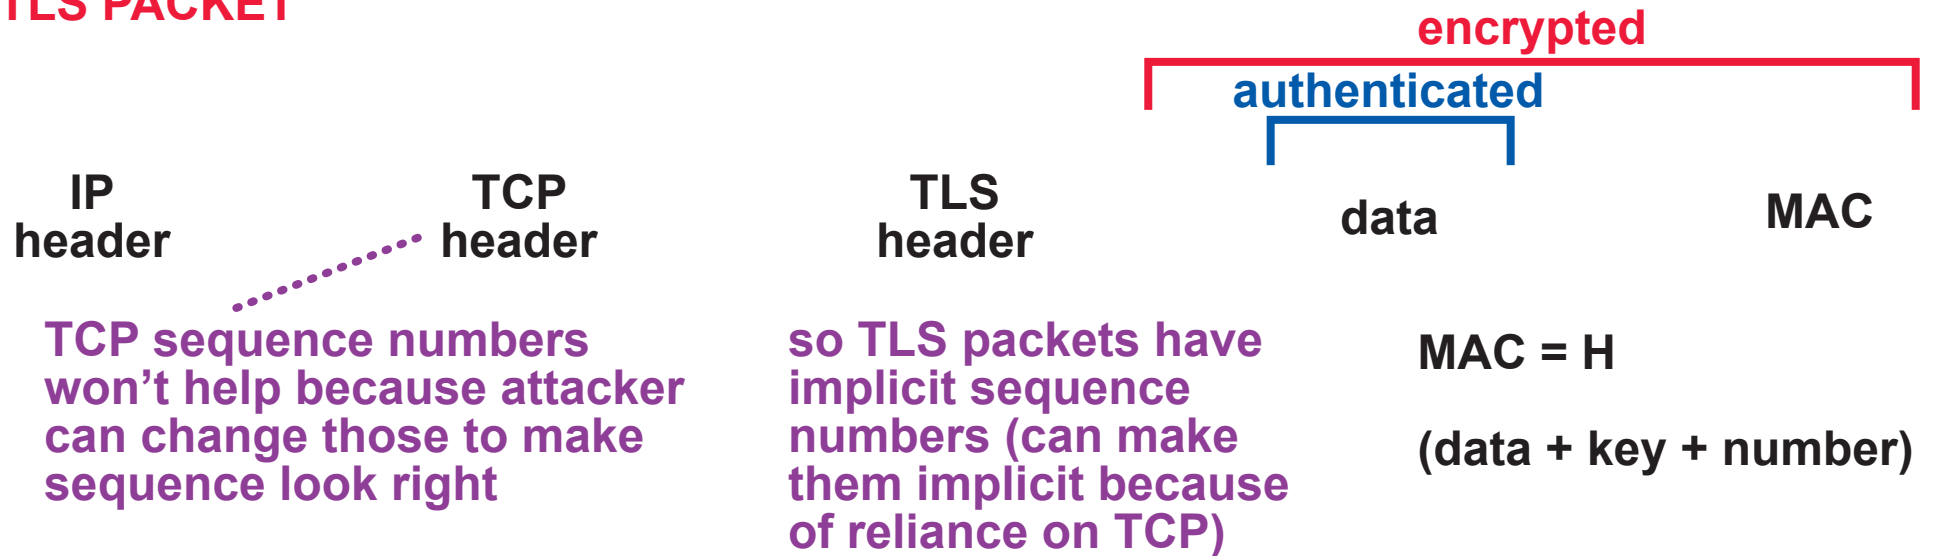 TLS PACKET
encrypted
authenticated
IP
header
TCP
header
TLS
header
data
MAC
TCP sequence numbers
won’t help because attacker
can change those to make
sequence look right
so TLS packets have
implicit sequence
numbers (can make
them implicit because
of reliance on TCP)
MAC = H
(data + key + number)